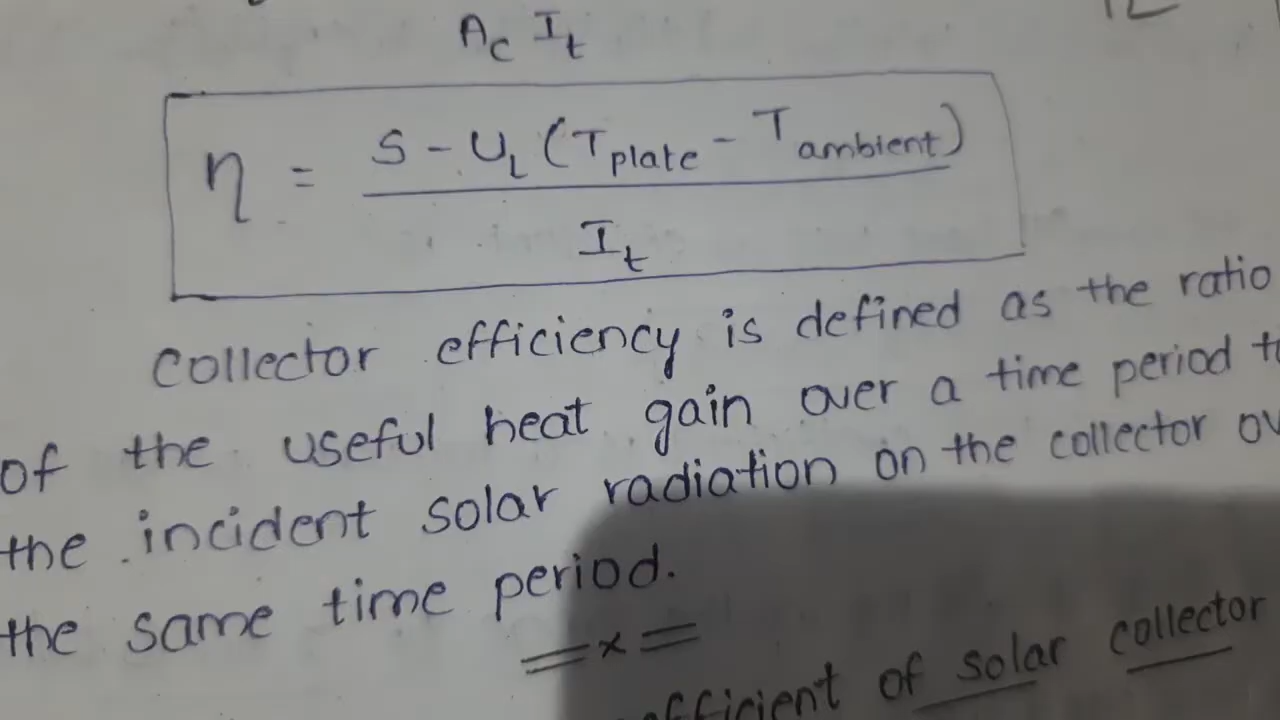 A_c I_t
η = S - U_L (T_plate - T_ambient) / I_t
Collector efficiency is defined as the ratio
of the useful heat gain over a time period
the incident solar radiation on the collector
the same time period.
=x=
of solar collector